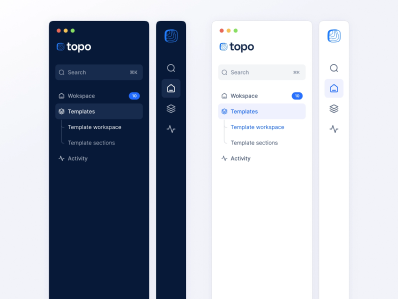 topo
Search ⌘K
Wokspace 10
Templates
Template workspace
Template sections
Activity
topo
Search ⌘K
Wokspace 10
Templates
Template workspace
Template sections
Activity